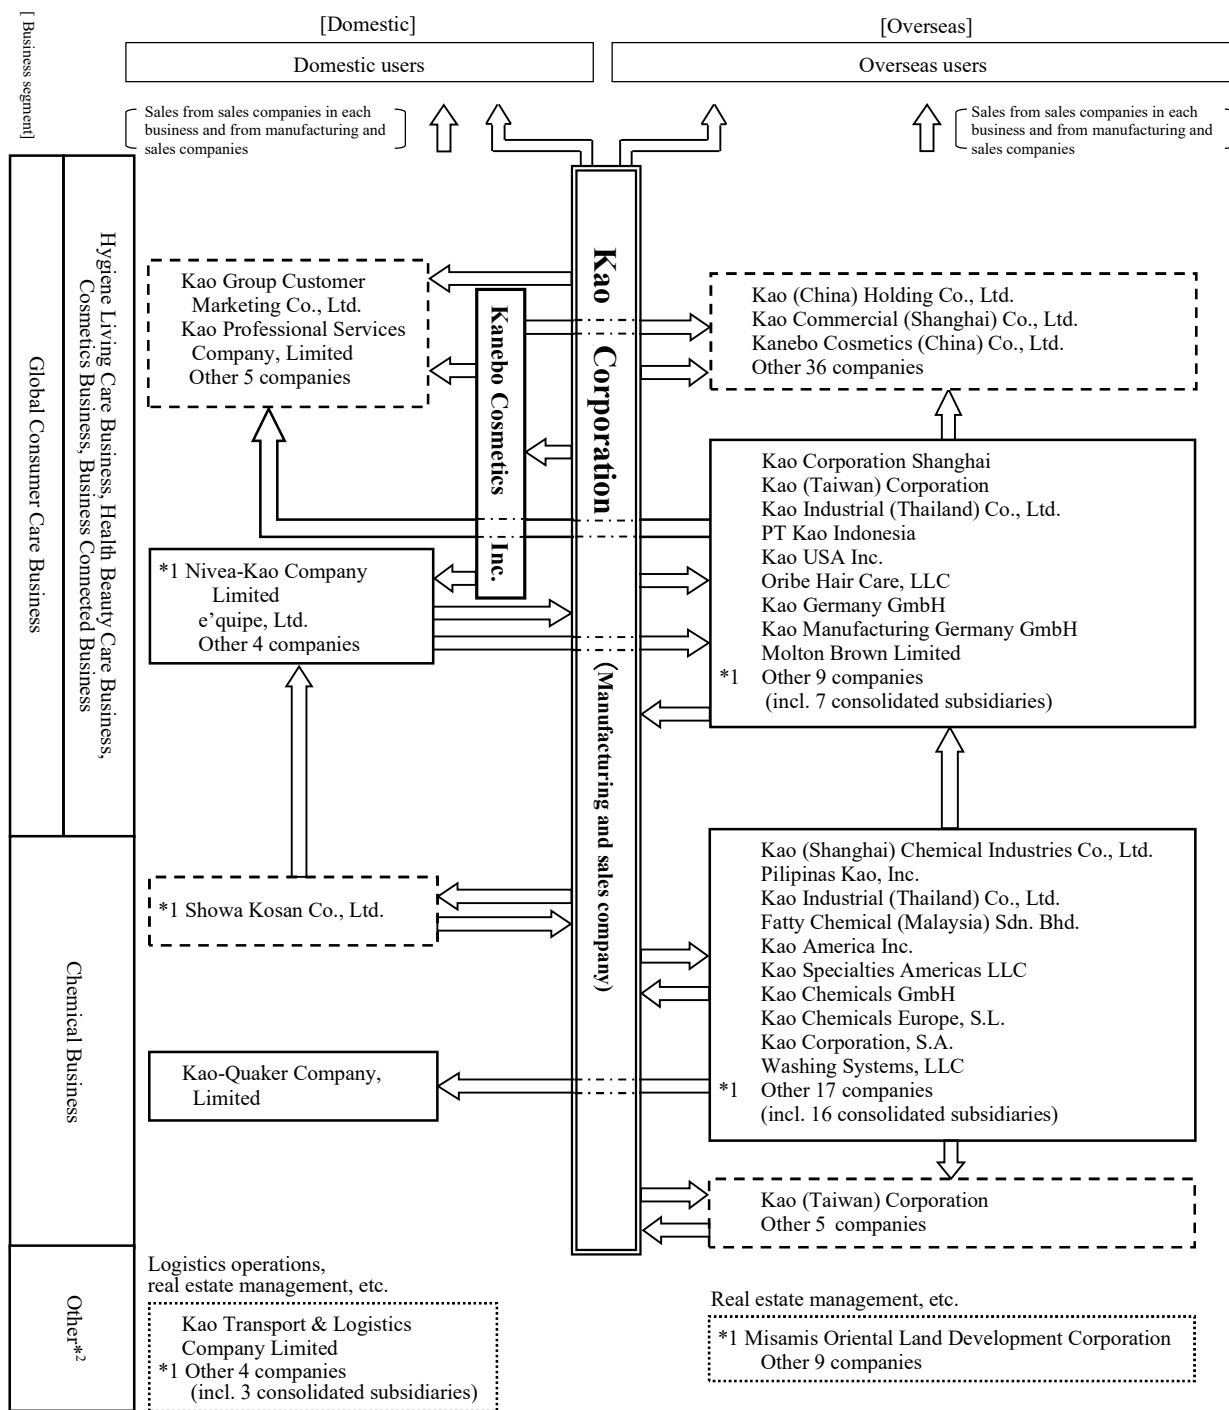 [ Business segment]
[Domestic]
[Overseas]
Domestic users
Overseas users
Sales from sales companies in each
business and from manufacturing and
sales companies
Sales from sales companies in each
business and from manufacturing and
sales companies
Global Consumer Care Business
Hygiene Living Care Business, Health Beauty Care Business,
Cosmetics Business, Business Connected Business
Kao Group Customer
Marketing Co., Ltd.
Kao Professional Services
Company, Limited
Other 5 companies
Kanebo Cosmetics Inc.
Kao Corporation (Manufacturing and sales company)
Kao (China) Holding Co., Ltd.
Kao Commercial (Shanghai) Co., Ltd.
Kanebo Cosmetics (China) Co., Ltd.
Other 36 companies
Kao Corporation Shanghai
Kao (Taiwan) Corporation
Kao Industrial (Thailand) Co., Ltd.
PT Kao Indonesia
Kao USA Inc.
Oribe Hair Care, LLC
Kao Germany GmbH
Kao Manufacturing Germany GmbH
Molton Brown Limited
*1 Other 9 companies
(incl. 7 consolidated subsidiaries)
*1 Nivea-Kao Company
Limited
e'quipe, Ltd.
Other 4 companies
Chemical Business
*1 Showa Kosan Co., Ltd.
Kao (Shanghai) Chemical Industries Co., Ltd.
Pilipinas Kao, Inc.
Kao Industrial (Thailand) Co., Ltd.
Fatty Chemical (Malaysia) Sdn. Bhd.
Kao America Inc.
Kao Specialties Americas LLC
Kao Chemicals GmbH
Kao Chemicals Europe, S.L.
Kao Corporation, S.A.
Washing Systems, LLC
*1 Other 17 companies
(incl. 16 consolidated subsidiaries)
Kao-Quaker Company,
Limited
Kao (Taiwan) Corporation
Other 5 companies
Other*2
Logistics operations,
real estate management, etc.
Kao Transport & Logistics
Company Limited
*1 Other 4 companies
(incl. 3 consolidated subsidiaries)
Real estate management, etc.
*1 Misamis Oriental Land Development Corporation
Other 9 companies